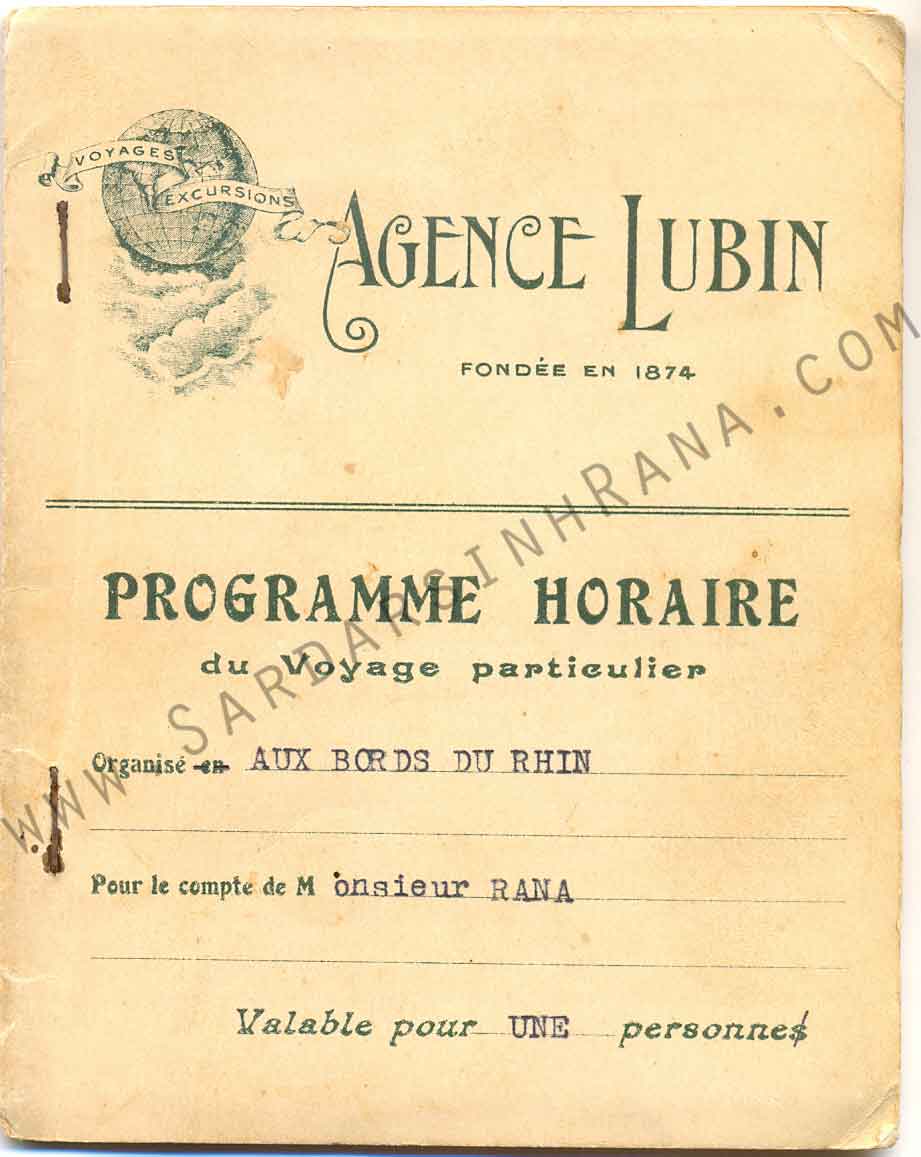 VOYAGES
EXCURSIONS
AGENCE LUBIN
FONDÉE EN 1874
PROGRAMME HORAIRE
du Voyage particulier
Organisé en AUX BORDS DU RHIN
Pour le compte de M onsieur RANA
Valable pour UNE personnes
www.SardarsinhRana.com